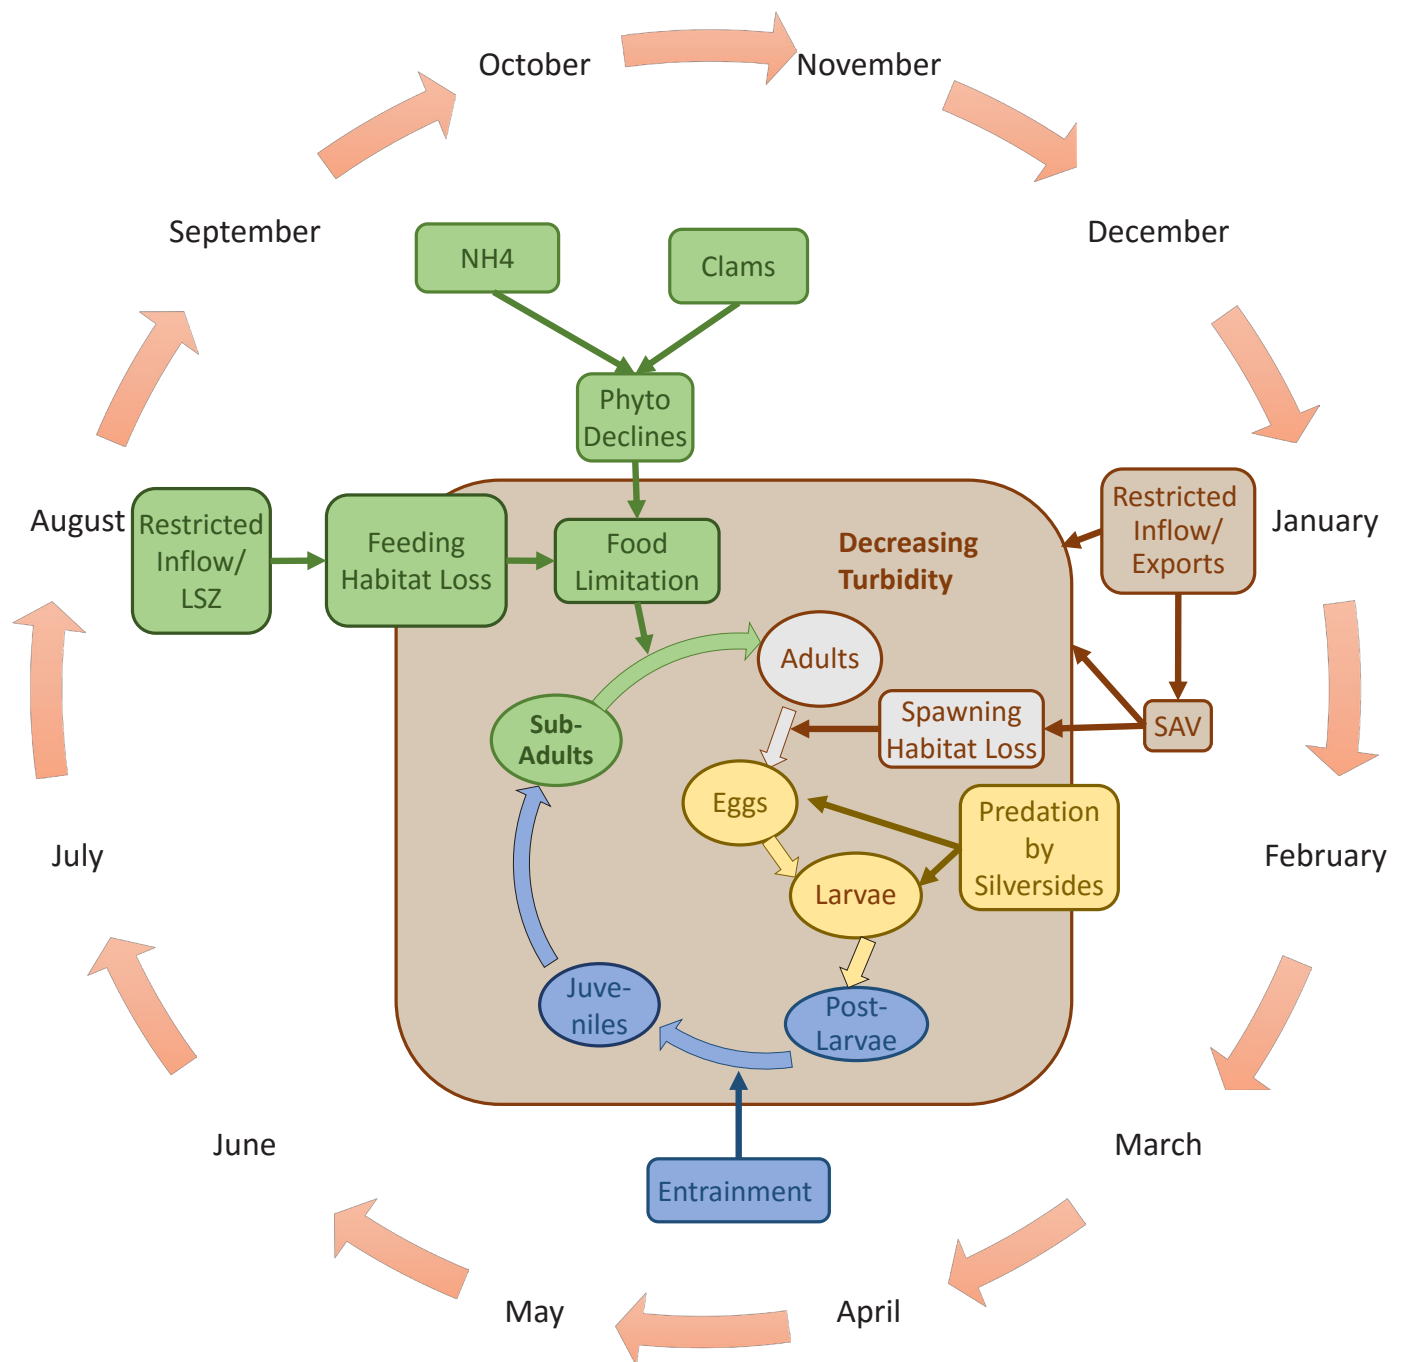 October
November
September
December
NH4
Clams
Phyto
Declines
August
Restricted
Inflow/
LSZ
Feeding
Habitat Loss
Food
Limitation
Decreasing
Turbidity
Restricted
Inflow/
Exports
January
Adults
Sub-
Adults
Spawning
Habitat Loss
SAV
Eggs
Predation
by
Silversides
July
February
Larvae
Juve-
niles
Post-
Larvae
June
March
Entrainment
May
April